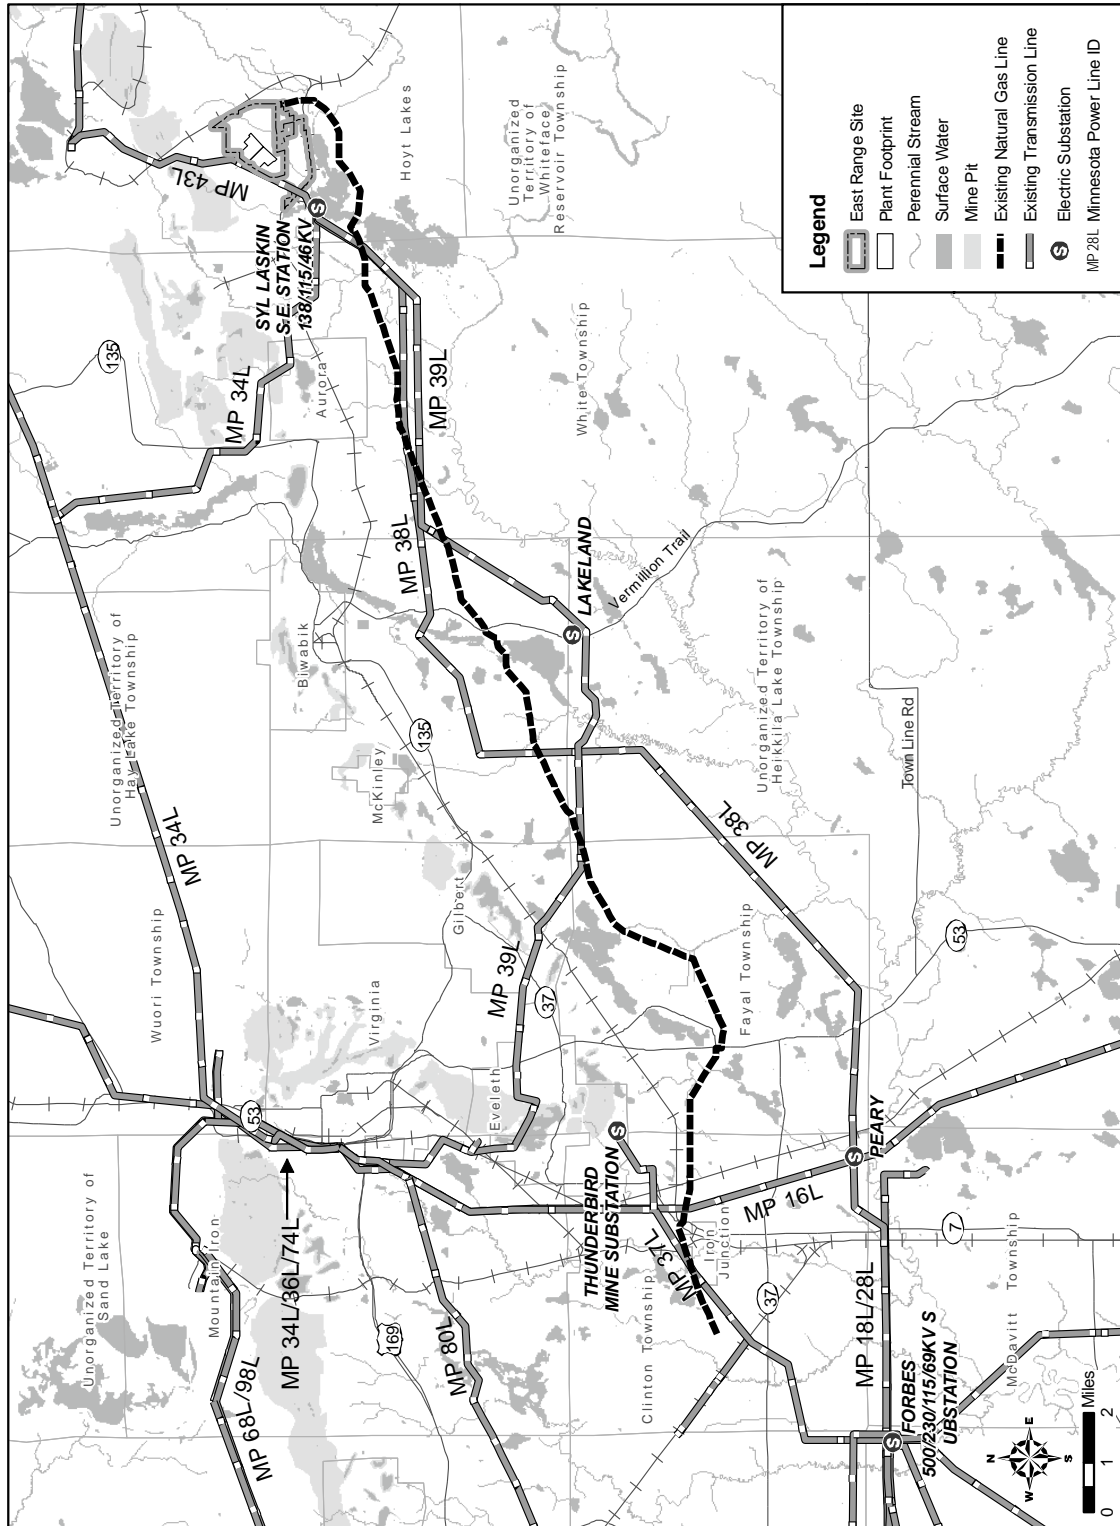 MP 43L
SYL LASKIN
S.E. STATION
138/115/46KV
Hoyt Lakes
Unorganized
Territory of
Whiteface
Reservoir Township
135
MP 34L
Aurora
MP 39L
White Township
MP 38L
LAKELAND
Vermillion Trail
Unorganized Territory of
Hay Lake Township
Biwabik
135
McKinley
Unorganized Territory of
Heikkila Lake Township
Town Line Rd
MP 34L
MP 38L
Wuori Township
Gilbert
MP 39L
37
Virginia
Fayal Township
53
53
Eveleth
Unorganized Territory of
Sand Lake
Mountain Iron
MP 34L/36L/74L
THUNDERBIRD
MINE SUBSTATION
PEARY
MP 16L
Iron
Junction
MP 37L
7
37
169
MP 68L/98L
MP 80L
Clinton Township
MP 18L/28L
McDavitt Township
FORBES
500/230/115/69KV S
UBSTATION
N
E
S
W
0 1 2
Miles
Legend
East Range Site
Plant Footprint
Perennial Stream
Surface Water
Mine Pit
Existing Natural Gas Line
Existing Transmission Line
S Electric Substation
MP 28L Minnesota Power Line ID